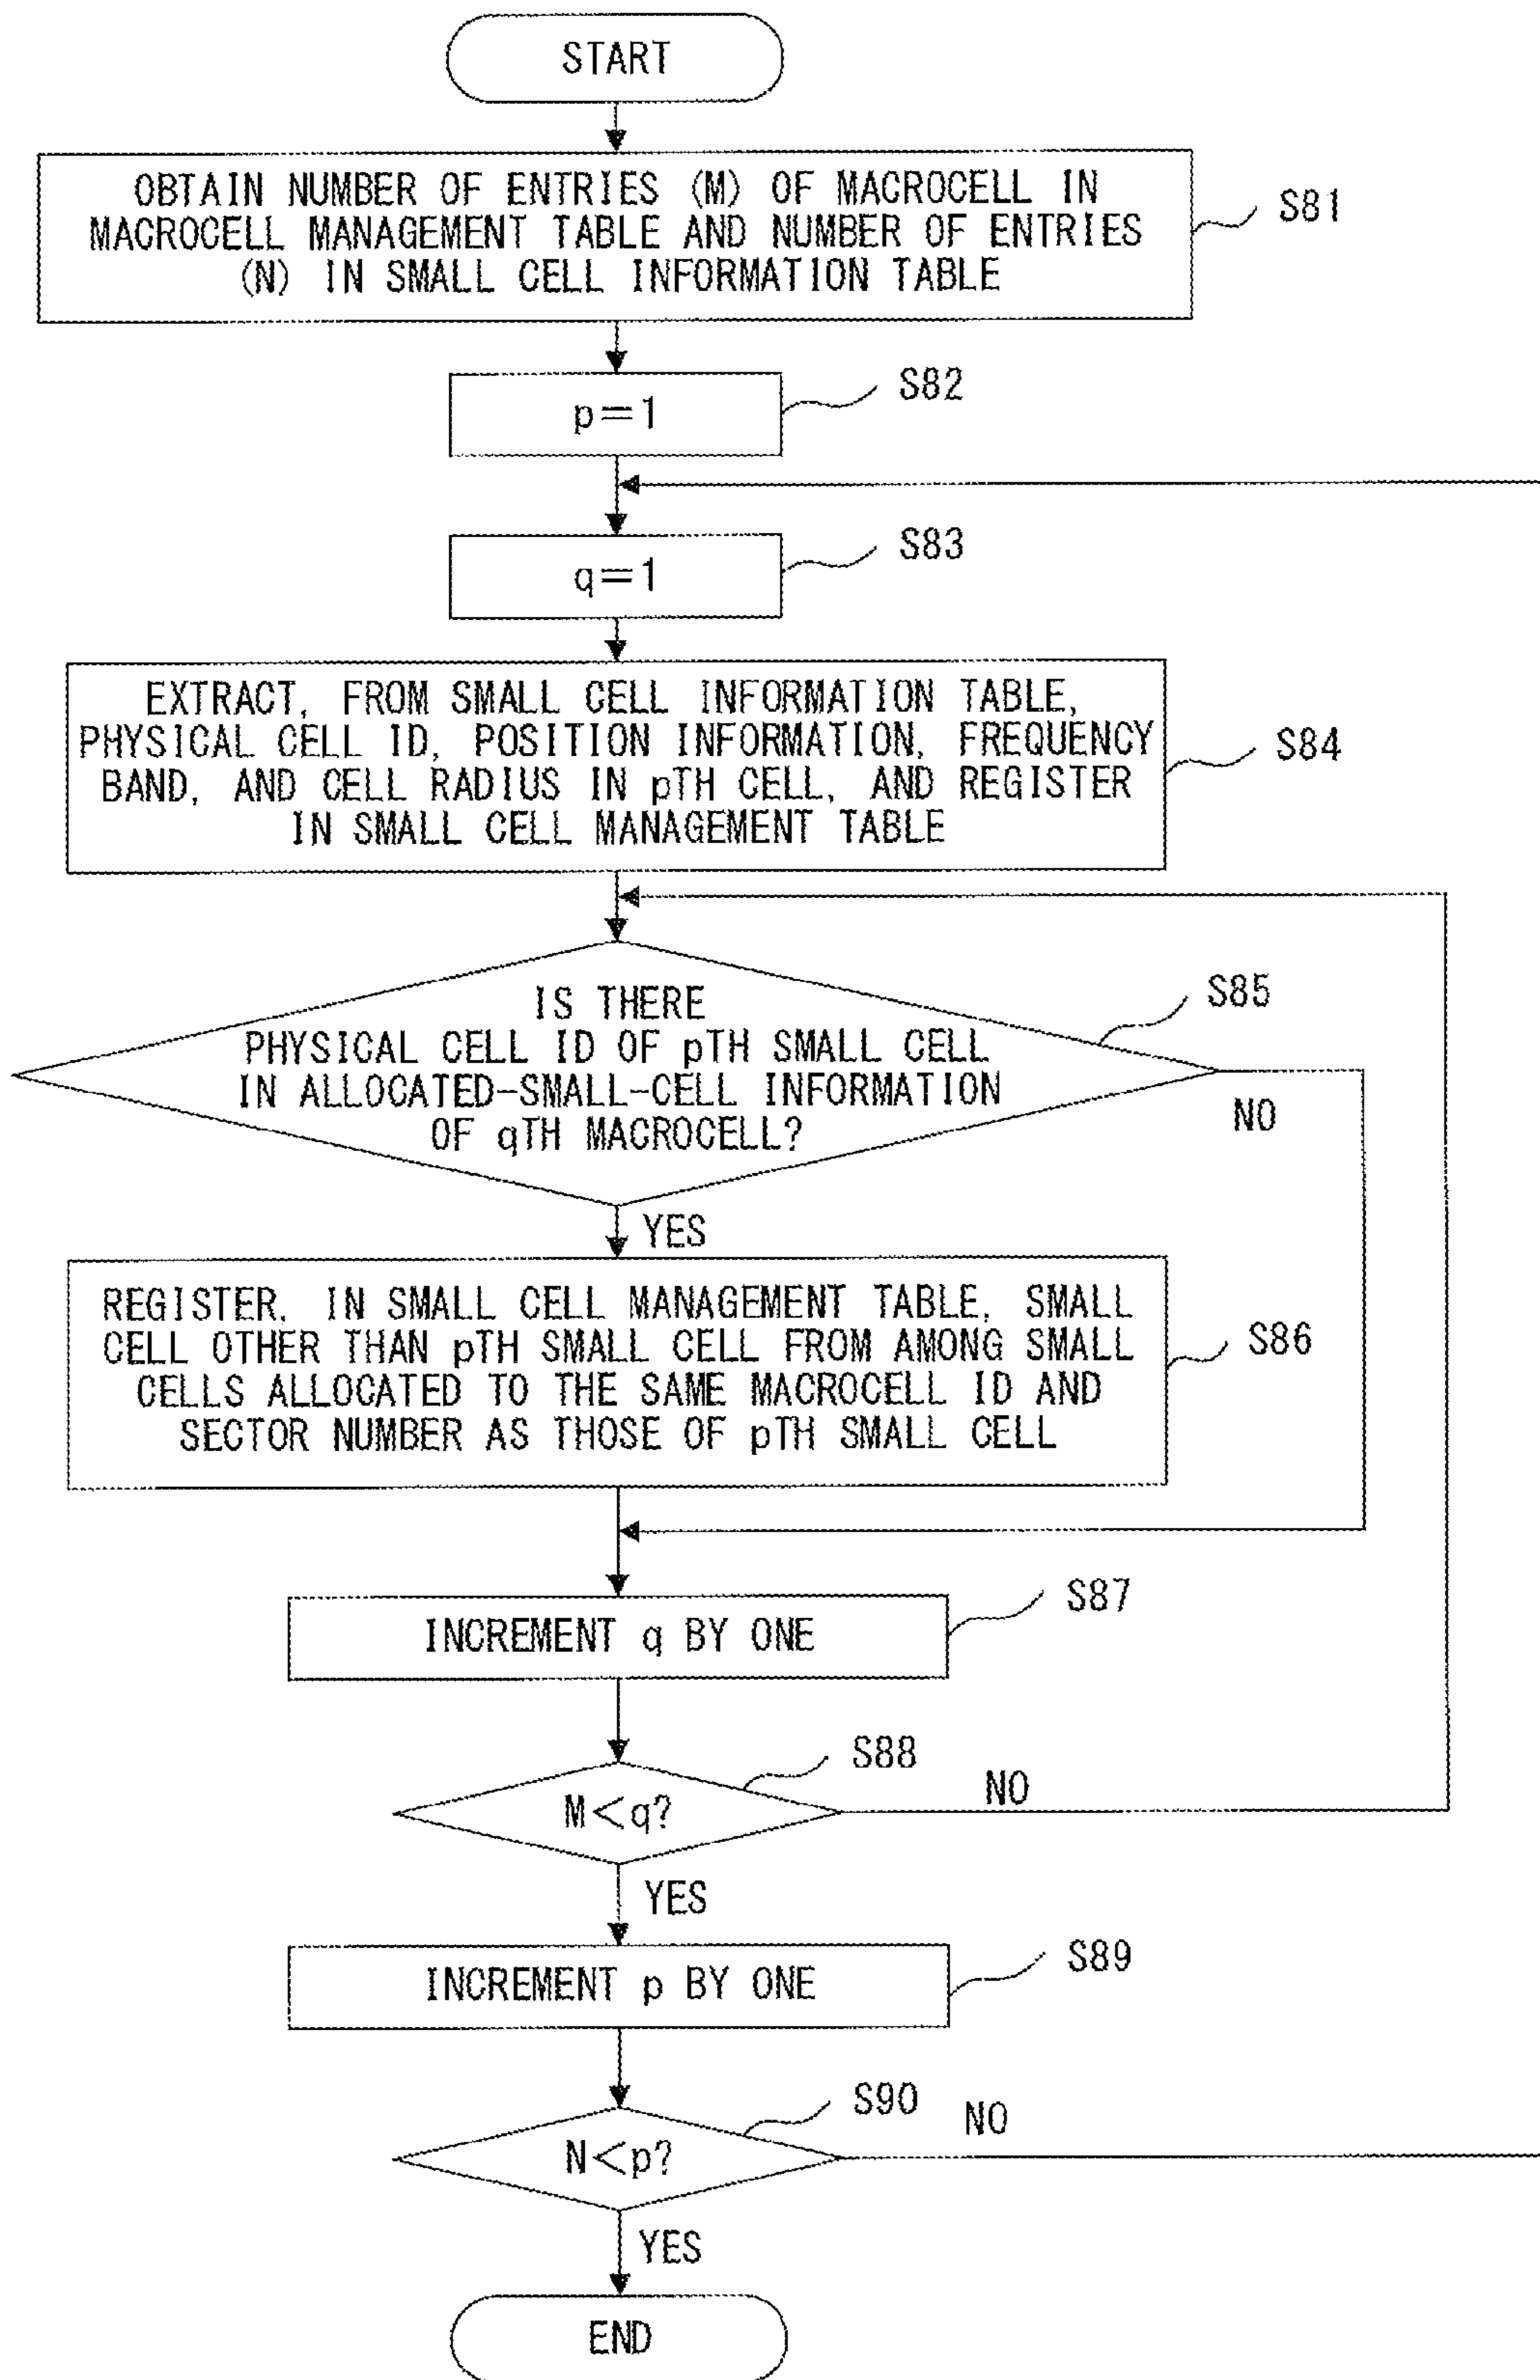 START
OBTAIN NUMBER OF ENTRIES (M) OF MACROCELL IN
MACROCELL MANAGEMENT TABLE AND NUMBER OF ENTRIES
(N) IN SMALL CELL INFORMATION TABLE
S81
p=1
S82
q=1
S83
EXTRACT, FROM SMALL CELL INFORMATION TABLE,
PHYSICAL CELL ID, POSITION INFORMATION, FREQUENCY
BAND, AND CELL RADIUS IN pTH CELL, AND REGISTER
IN SMALL CELL MANAGEMENT TABLE
S84
IS THERE
PHYSICAL CELL ID OF pTH SMALL CELL
IN ALLOCATED-SMALL-CELL INFORMATION
OF qTH MACROCELL?
S85
NO
YES
REGISTER, IN SMALL CELL MANAGEMENT TABLE, SMALL
CELL OTHER THAN pTH SMALL CELL FROM AMONG SMALL
CELLS ALLOCATED TO THE SAME MACROCELL ID AND
SECTOR NUMBER AS THOSE OF pTH SMALL CELL
S86
INCREMENT q BY ONE
S87
M<q?
S88
NO
YES
INCREMENT p BY ONE
S89
N<p?
S90
NO
YES
END